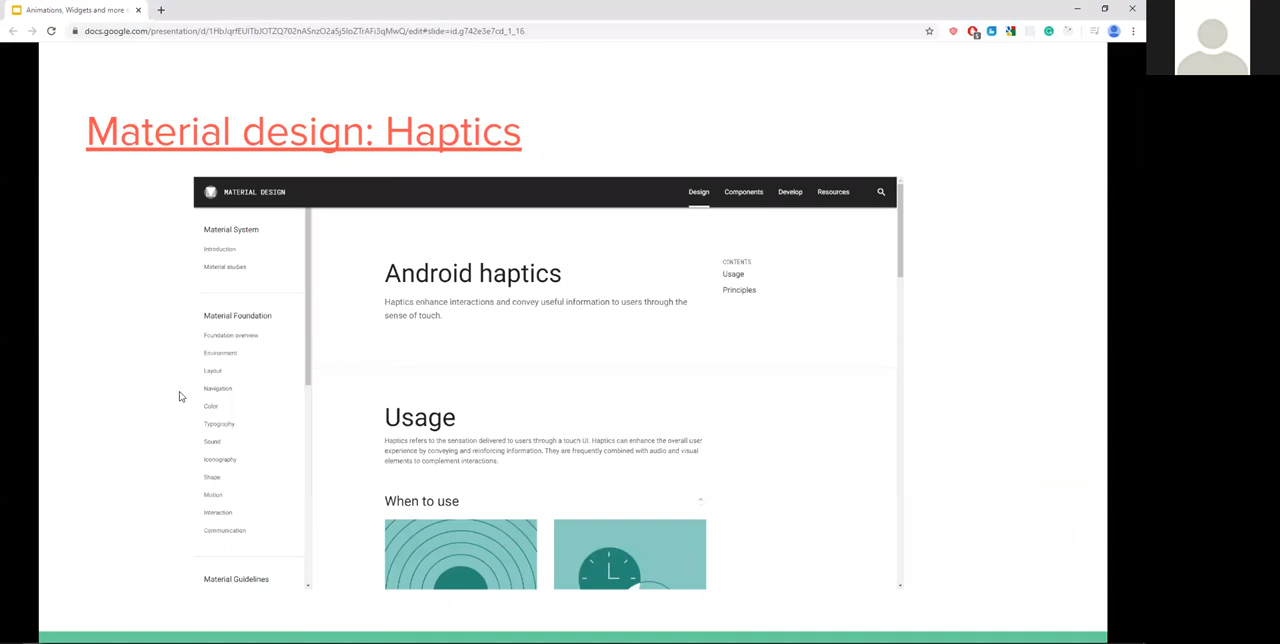 Animations, Widgets and more
docs.google.com/presentation/d/1HbJqrfEUlTbJOTZQ702nASnzO2a5j5IoZTrAFi3qMwQ/edit#slide=id.g742e3e7cd_1_16
Material design: Haptics
MATERIAL DESIGN
Design Components Develop Resources
Material System
Introduction
Material studies
Material Foundation
Foundation overview
Environment
Layout
Navigation
Color
Typography
Sound
Iconography
Shape
Motion
Interaction
Communication
Material Guidelines
Android haptics
Haptics enhance interactions and convey useful information to users through the
sense of touch.
CONTENTS
Usage
Principles
Usage
Haptics refers to the sensation delivered to users through a touch UI. Haptics can enhance the overall user
experience by conveying and reinforcing information. They are frequently combined with audio and visual
elements to complement interactions.
When to use